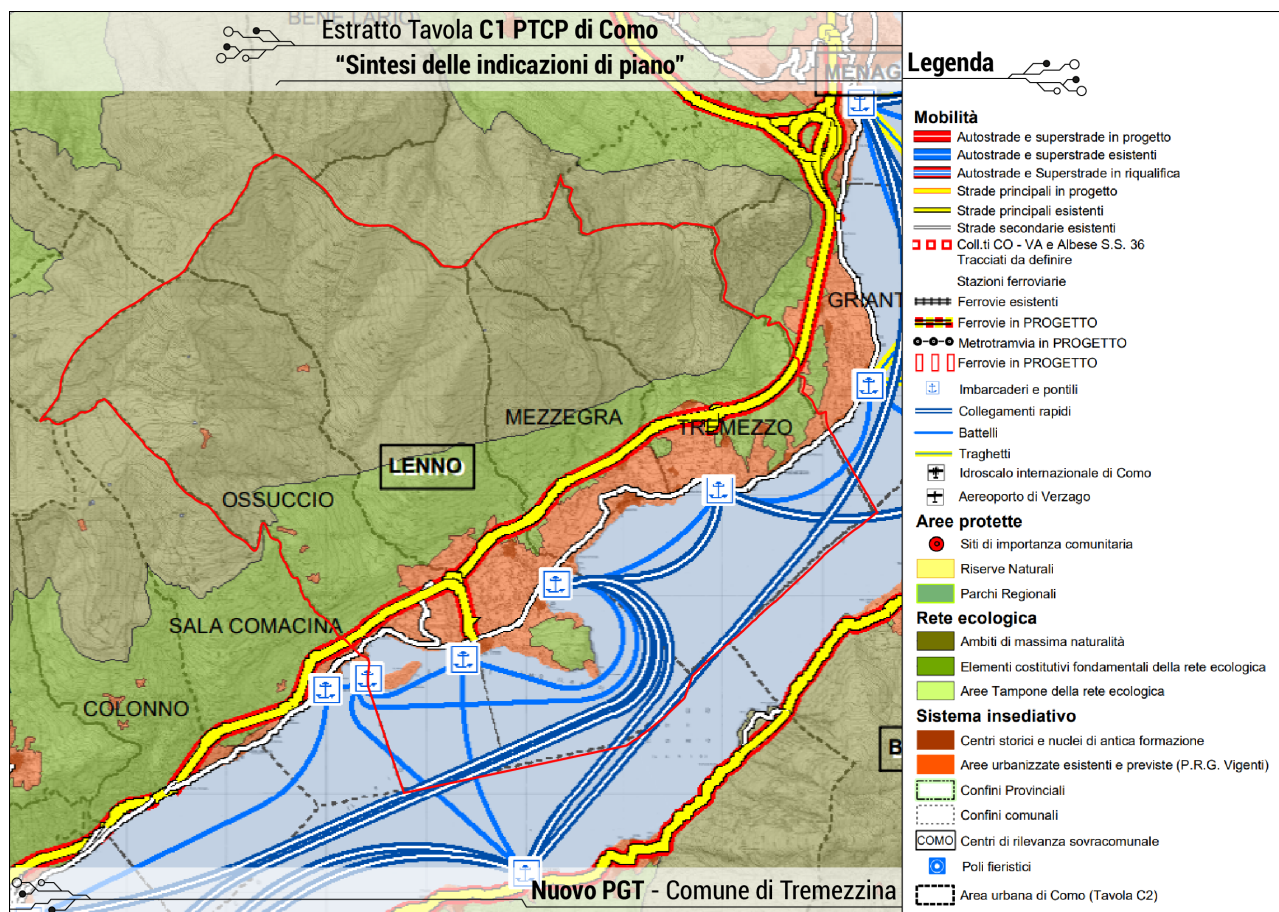 BENE LARIO
Estratto Tavola C1 PTCP di Como
“Sintesi delle indicazioni di piano”
MENAG
GRIANT
MEZZEGRA
TREMEZZO
LENNO
OSSUCCIO
SALA COMACINA
COLONNO
B
Nuovo PGT - Comune di Tremezzina
Legenda
Mobilità
Autostrade e superstrade in progetto
Autostrade e superstrade esistenti
Autostrade e Superstrade in riqualifica
Strade principali in progetto
Strade principali esistenti
Strade secondarie esistenti
Coll.ti CO - VA e Albese S.S. 36
Tracciati da definire
Stazioni ferroviarie
Ferrovie esistenti
Ferrovie in PROGETTO
Metrotramvia in PROGETTO
Ferrovie in PROGETTO
Imbarcaderi e pontili
Collegamenti rapidi
Battelli
Traghetti
Idroscalo internazionale di Como
Aereoporto di Verzago
Aree protette
Siti di importanza comunitaria
Riserve Naturali
Parchi Regionali
Rete ecologica
Ambiti di massima naturalità
Elementi costitutivi fondamentali della rete ecologica
Aree Tampone della rete ecologica
Sistema insediativo
Centri storici e nuclei di antica formazione
Aree urbanizzate esistenti e previste (P.R.G. Vigenti)
Confini Provinciali
Confini comunali
COMO Centri di rilevanza sovracomunale
Poli fieristici
Area urbana di Como (Tavola C2)